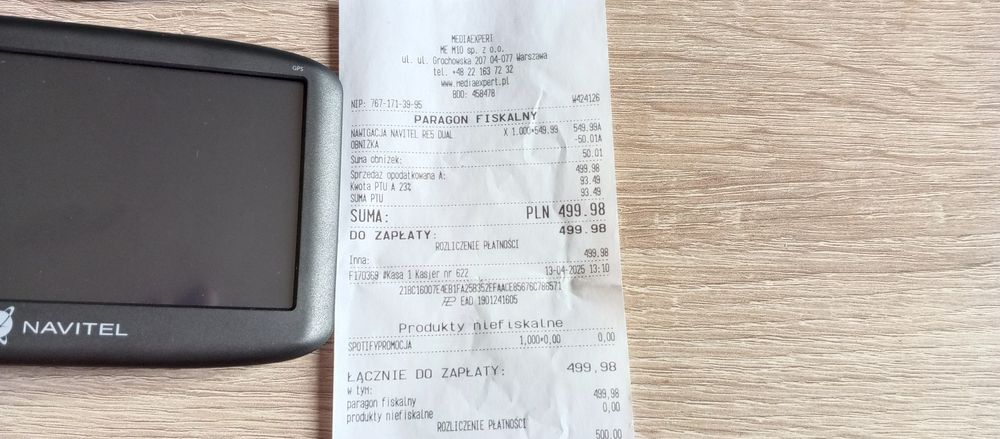 GPS
NAVITEL
MEDIAEXPERT
ME M10 sp. z o.o.
ul. ul. Grochowska 207 04-077 Warszawa
tel. +48 22 163 72 32
www.mediaexpert.pl
BDO: 458478
NIP: 767-171-39-95 W424126
PARAGON FISKALNY
NAWIGACJA NAVITEL RE5 DUAL X 1.000*549.99 549.99A
OBNIŻKA -50.01A
Suma obniżek: 50.01
Sprzedaż opodatkowana A: 499.98
Kwota PTU A 23% 93.49
SUMA PTU 93.49
SUMA: PLN 499.98
DO ZAPŁATY: 499.98
ROZLICZENIE PŁATNOŚCI
Inna: 499.98
F170369 #Kasa 1 Kasjer nr 622 13-04-2025 13:10
21BC16007E4EB1FA25B352EFAACE85676C786571
EAD 1901241605
Produkty niefiskalne
SPOTIFYPROMOCJA 1,000*0,00 0,00
ŁĄCZNIE DO ZAPŁATY: 499,98
w tym:
paragon fiskalny 499,98
produkty niefiskalne 0,00
ROZLICZENIE PŁATNOŚCI
500.00